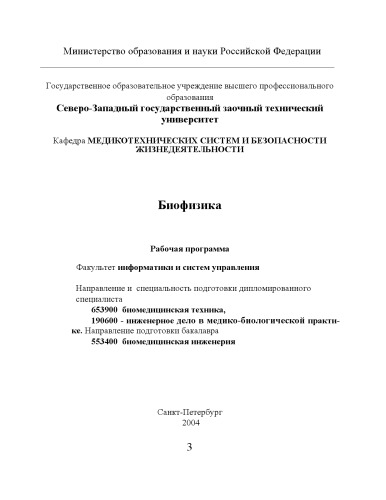 Министерство образования и науки Российской Федерации
Государственное образовательное учреждение высшего профессионального
образования
Северо-Западный государственный заочный технический
университет
Кафедра МЕДИКОТЕХНИЧЕСКИХ СИСТЕМ И БЕЗОПАСНОСТИ
ЖИЗНЕДЕЯТЕЛЬНОСТИ
Биофизика
Рабочая программа
Факультет информатики и систем управления
Направление и специальность подготовки дипломированного
специалиста
653900 биомедицинская техника,
190600 - инженерное дело в медико-биологической практи-
ке. Направление подготовки бакалавра
553400 биомедицинская инженерия
Санкт-Петербург
2004
3